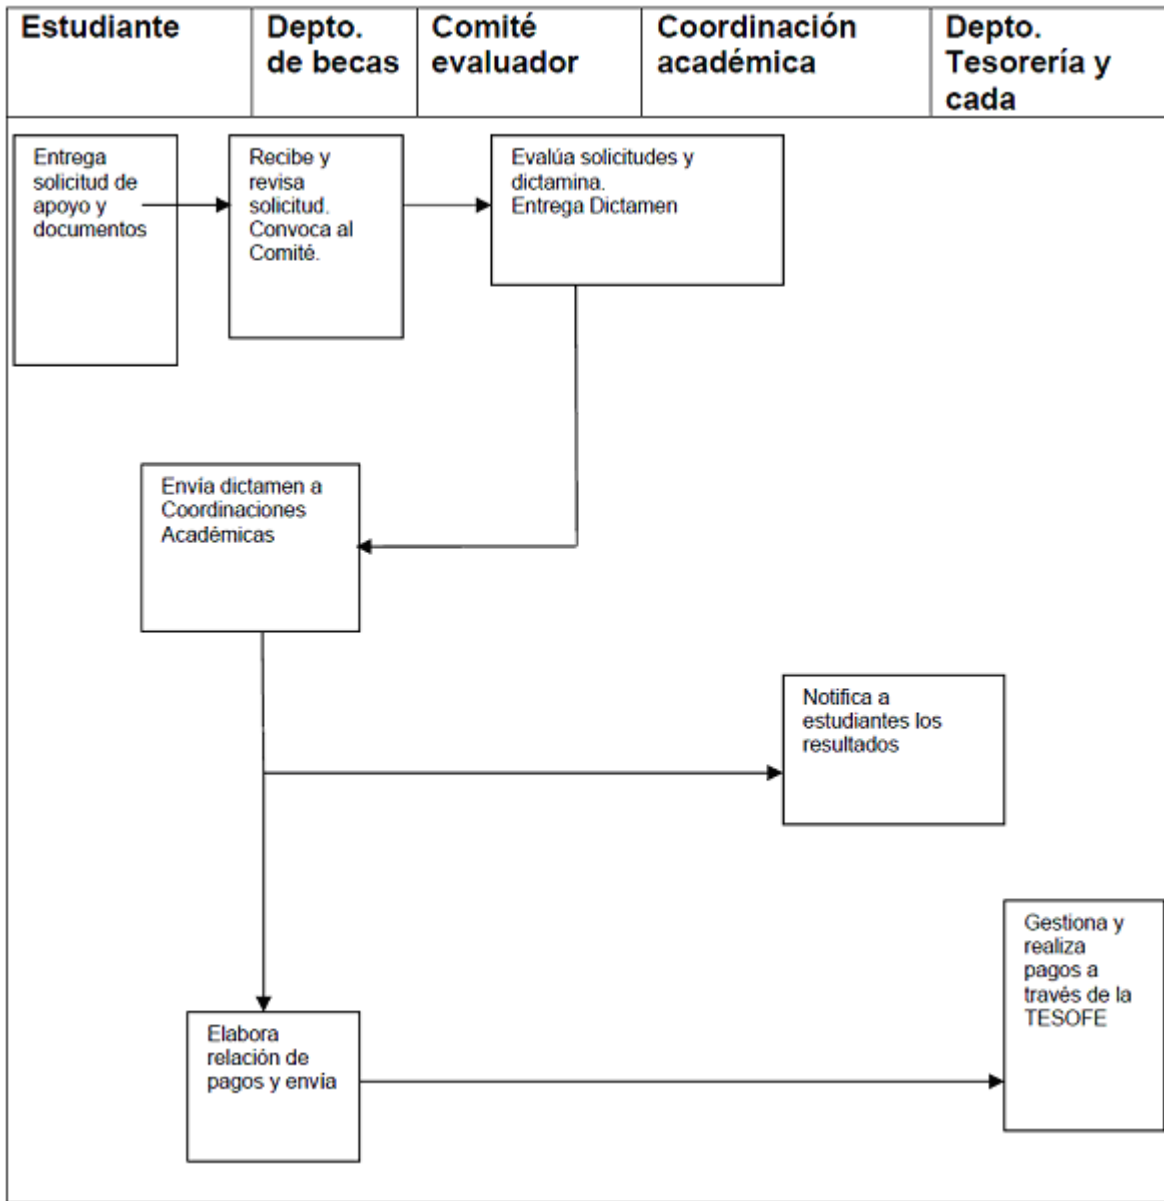 Estudiante
Depto.
de becas
Comité
evaluador
Coordinación
académica
Depto.
Tesorería y
cada
Entrega
solicitud de
apoyo y
documentos
Recibe y
revisa
solicitud.
Convoca al
Comité.
Evalúa solicitudes y
dictamina.
Entrega Dictamen
Envía dictamen a
Coordinaciones
Académicas
Notifica a
estudiantes los
resultados
Gestiona y
realiza
pagos a
través de la
TESOFE
Elabora
relación de
pagos y envía